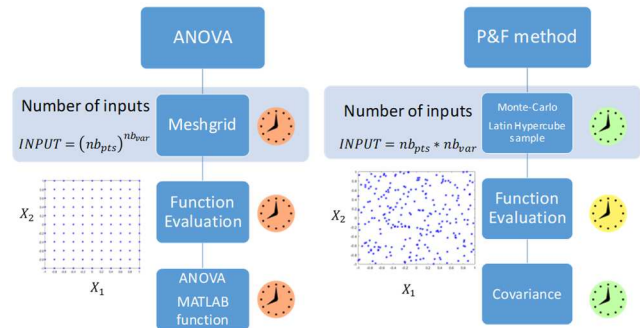 ANOVA
Number of inputs
INPUT = (nb_pts)^nb_var
Meshgrid
X_2
X_1
Function
Evaluation
ANOVA
MATLAB
function
P&F method
Number of inputs
INPUT = nb_pts * nb_var
Monte-Carlo
Latin Hypercube
sample
X_2
X_1
Function
Evaluation
Covariance